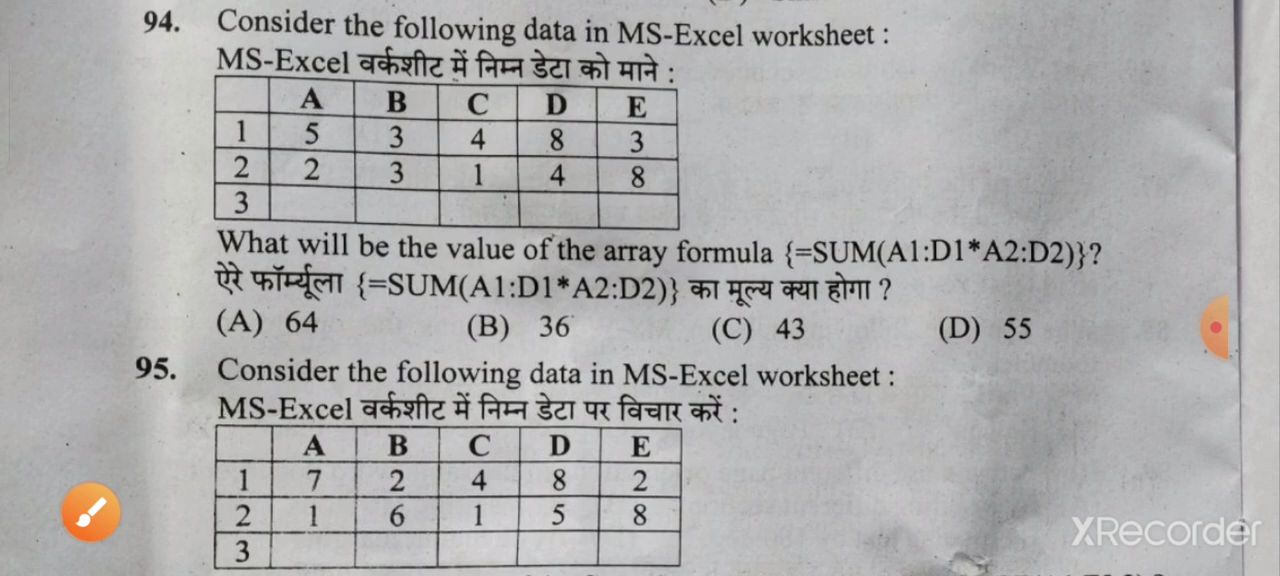 94. Consider the following data in MS-Excel worksheet :
MS-Excel वर्कशीट में निम्न डेटा को माने :
A B C D E
1 5 3 4 8 3
2 2 3 1 4 8
3
What will be the value of the array formula {=SUM(A1:D1*A2:D2)}?
ऐरे फॉर्म्यूला {=SUM(A1:D1*A2:D2)} का मूल्य क्या होगा ?
(A) 64 (B) 36 (C) 43 (D) 55
95. Consider the following data in MS-Excel worksheet :
MS-Excel वर्कशीट में निम्न डेटा पर विचार करें :
A B C D E
1 7 2 4 8 2
2 1 6 1 5 8
3
XRecorder